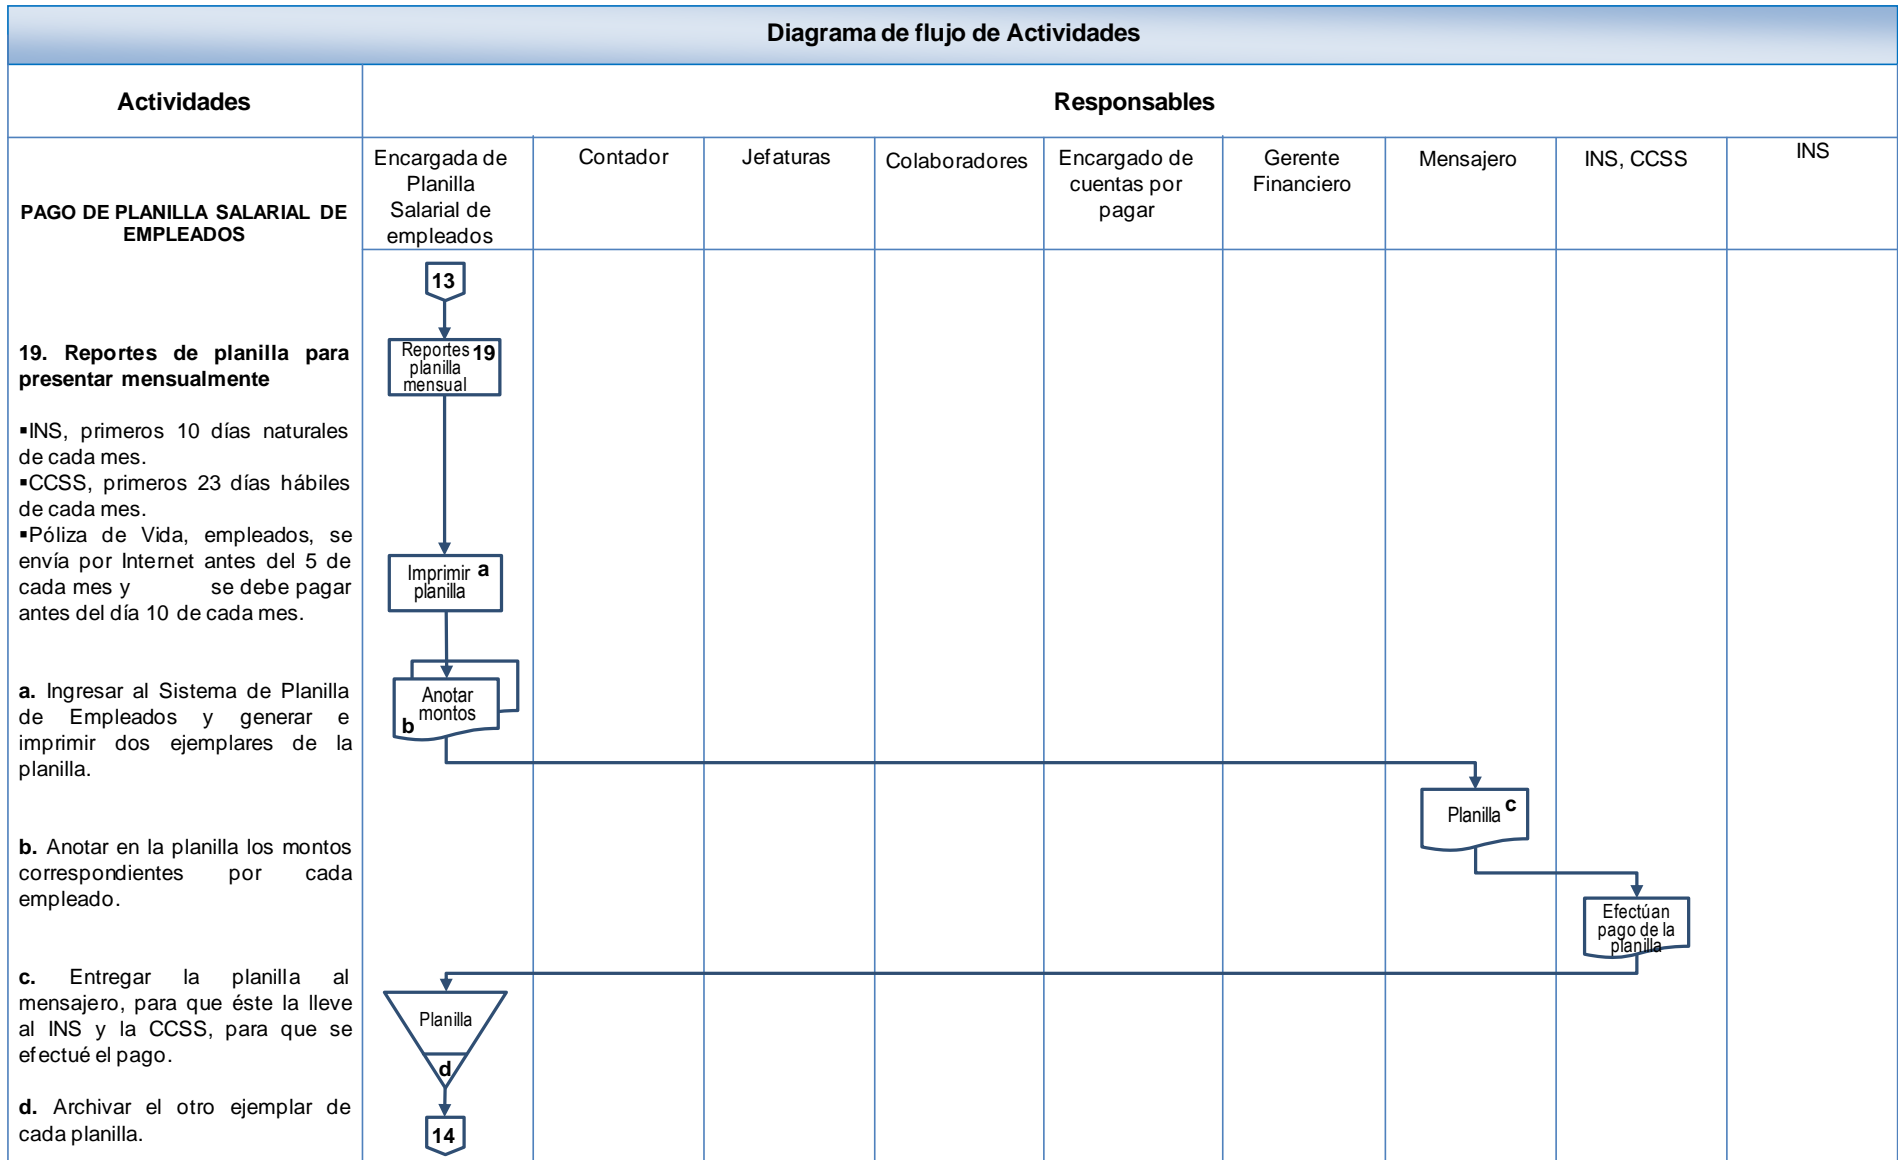 Diagrama de flujo de Actividades
Actividades
Responsables
PAGO DE PLANILLA SALARIAL DE
EMPLEADOS
Encargada de
Planilla
Salarial de
empleados
Contador
Jefaturas
Colaboradores
Encargado de
cuentas por
pagar
Gerente
Financiero
Mensajero
INS, CCSS
INS
19. Reportes de planilla para
presentar mensualmente
▪INS, primeros 10 días naturales
de cada mes.
▪CCSS, primeros 23 días hábiles
de cada mes.
▪Póliza de Vida, empleados, se
envía por Internet antes del 5 de
cada mes y se debe pagar
antes del día 10 de cada mes.
a. Ingresar al Sistema de Planilla
de Empleados y generar e
imprimir dos ejemplares de la
planilla.
b. Anotar en la planilla los montos
correspondientes por cada
empleado.
c. Entregar la planilla al
mensajero, para que éste la lleve
al INS y la CCSS, para que se
efectué el pago.
d. Archivar el otro ejemplar de
cada planilla.
13
Reportes 19
planilla
mensual
Imprimir a
planilla
Anotar
montos
b
Planilla c
Efectúan
pago de la
planilla
Planilla
d
14